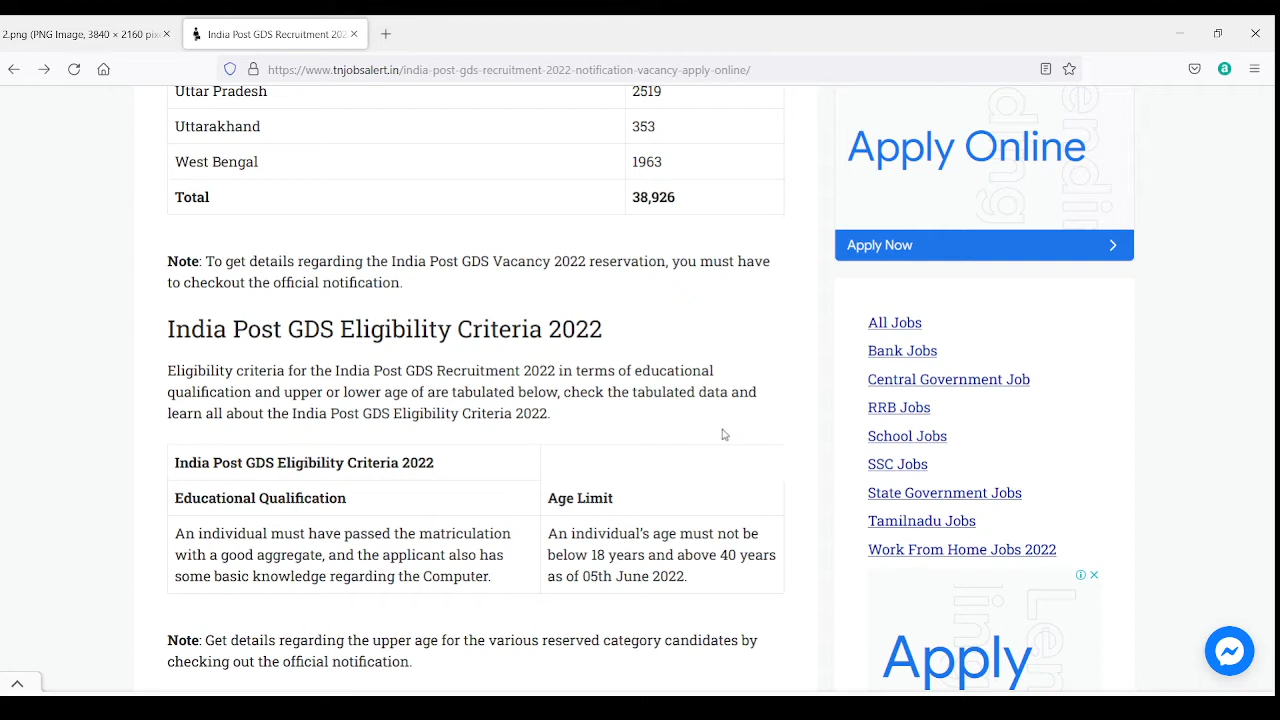 2.png (PNG Image, 3840 × 2160 pix
India Post GDS Recruitment 202
https://www.tnjobsalert.in/india-post-gds-recruitment-2022-notification-vacancy-apply-online/
Uttar Pradesh 2519
Uttarakhand 353
West Bengal 1963
Total 38,926
Note: To get details regarding the India Post GDS Vacancy 2022 reservation, you must have
to checkout the official notification.
India Post GDS Eligibility Criteria 2022
Eligibility criteria for the India Post GDS Recruitment 2022 in terms of educational
qualification and upper or lower age of are tabulated below, check the tabulated data and
learn all about the India Post GDS Eligibility Criteria 2022.
India Post GDS Eligibility Criteria 2022
Educational Qualification Age Limit
An individual must have passed the matriculation
with a good aggregate, and the applicant also has
some basic knowledge regarding the Computer.
An individual's age must not be
below 18 years and above 40 years
as of 05th June 2022.
Note: Get details regarding the upper age for the various reserved category candidates by
checking out the official notification.
Apply Online
Apply Now
All Jobs
Bank Jobs
Central Government Job
RRB Jobs
School Jobs
SSC Jobs
State Government Jobs
Tamilnadu Jobs
Work From Home Jobs 2022
Apply